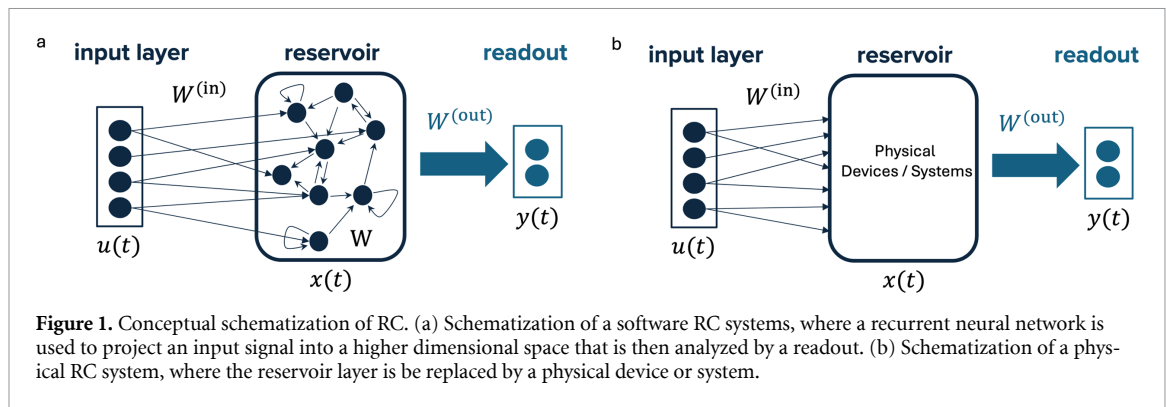 a
input layer
reservoir
readout
W^(in)
W^(out)
W
u(t)
x(t)
y(t)
b
input layer
reservoir
readout
W^(in)
W^(out)
Physical
Devices / Systems
u(t)
x(t)
y(t)
Figure 1. Conceptual schematization of RC. (a) Schematization of a software RC systems, where a recurrent neural network is
used to project an input signal into a higher dimensional space that is then analyzed by a readout. (b) Schematization of a phys-
ical RC system, where the reservoir layer is be replaced by a physical device or system.